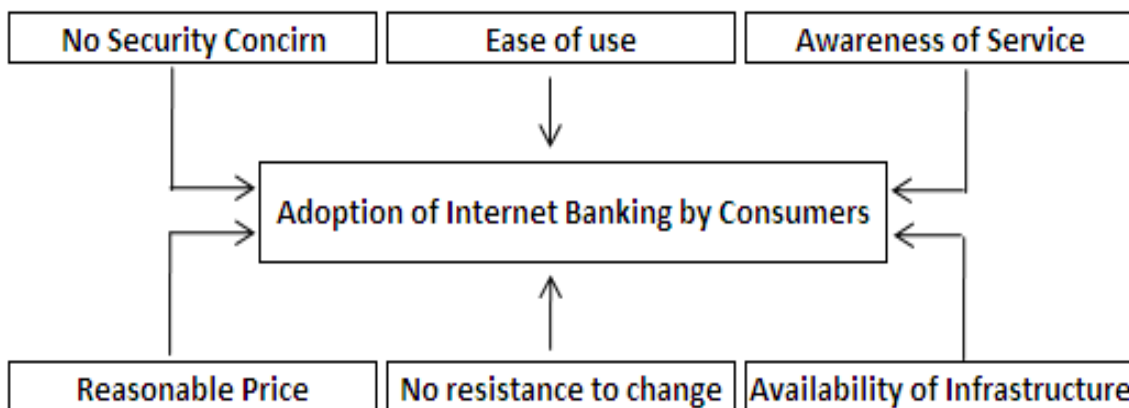 No Security Concirn
Ease of use
Awareness of Service
Adoption of Internet Banking by Consumers
Reasonable Price
No resistance to change
Availability of Infrastructure